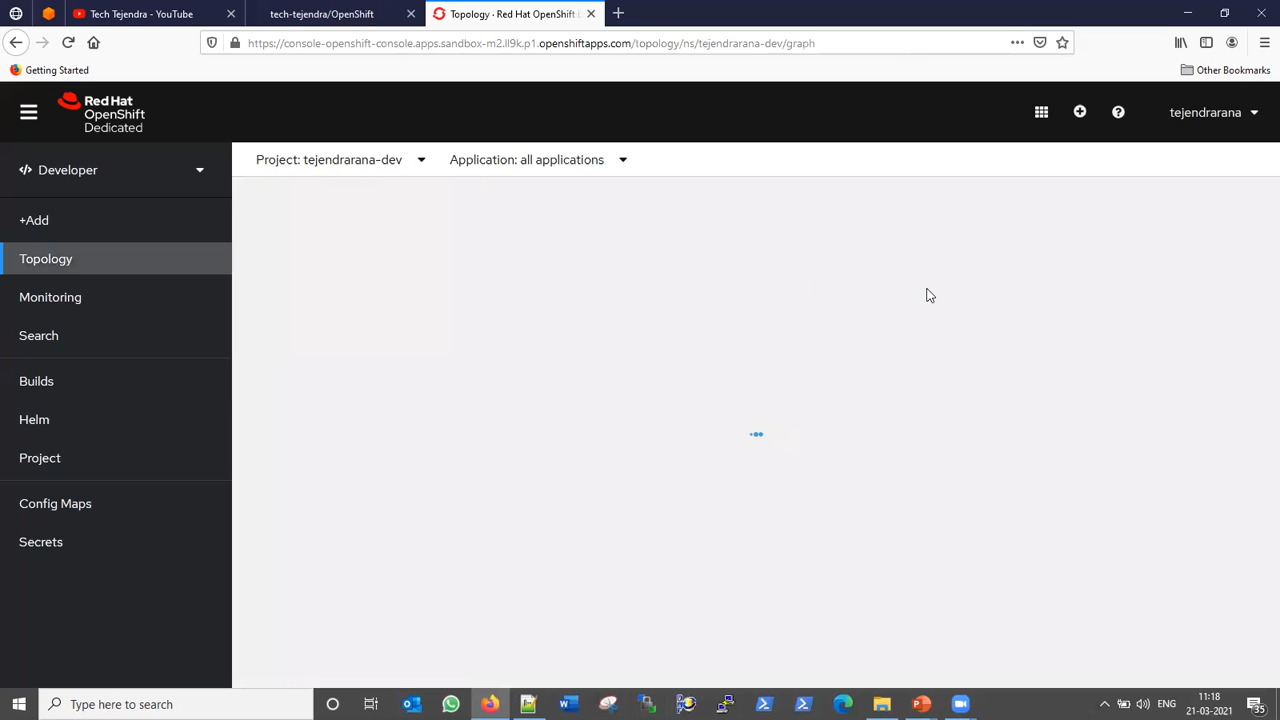 Tech Tejendra - YouTube
tech-tejendra/OpenShift
Topology · Red Hat OpenShift
https://console-openshift-console.apps.sandbox-m2.ll9k.p1.openshiftapps.com/topology/ns/tejendrarana-dev/graph
Getting Started
Other Bookmarks
Red Hat
OpenShift
Dedicated
tejendrarana
Developer
Project: tejendrarana-dev
Application: all applications
+Add
Topology
Monitoring
Search
Builds
Helm
Project
Config Maps
Secrets
Type here to search
ENG
11:18
21-03-2021
35